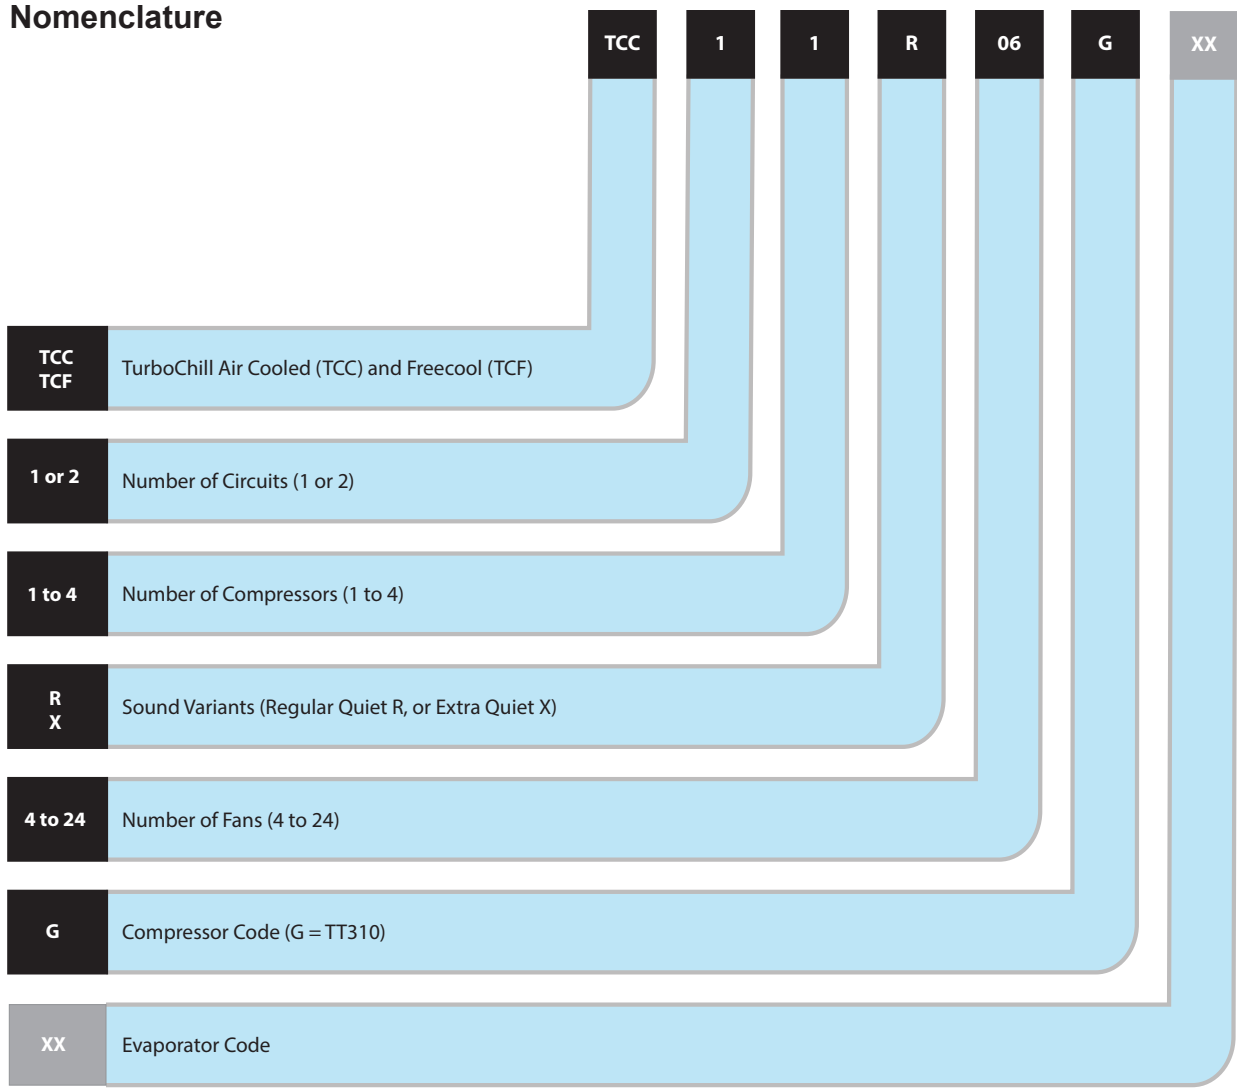 Nomenclature
TCC 1 1 R 06 G XX
TCC
TCF
TurboChill Air Cooled (TCC) and Freecool (TCF)
1 or 2
Number of Circuits (1 or 2)
1 to 4
Number of Compressors (1 to 4)
R
X
Sound Variants (Regular Quiet R, or Extra Quiet X)
4 to 24
Number of Fans (4 to 24)
G
Compressor Code (G = TT310)
XX
Evaporator Code